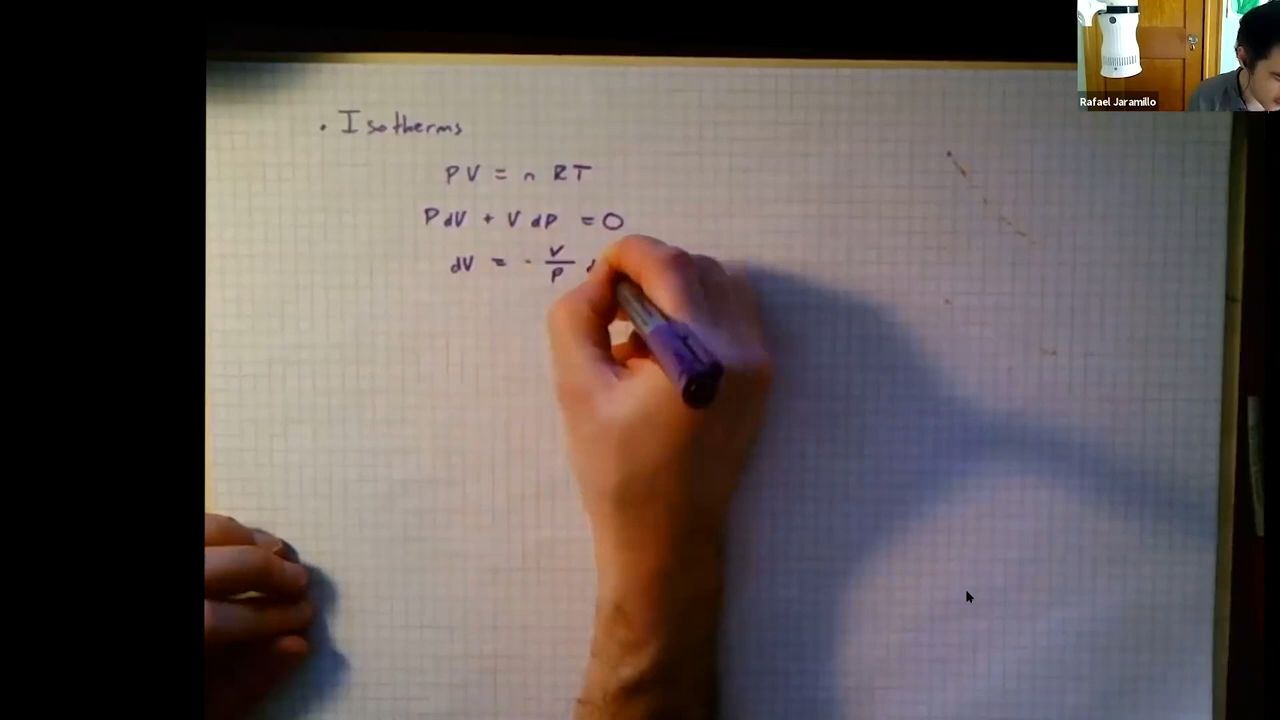 Rafael Jaramillo
• Isotherms
PV = nRT
PdV + VdP = 0
dV = - V/P